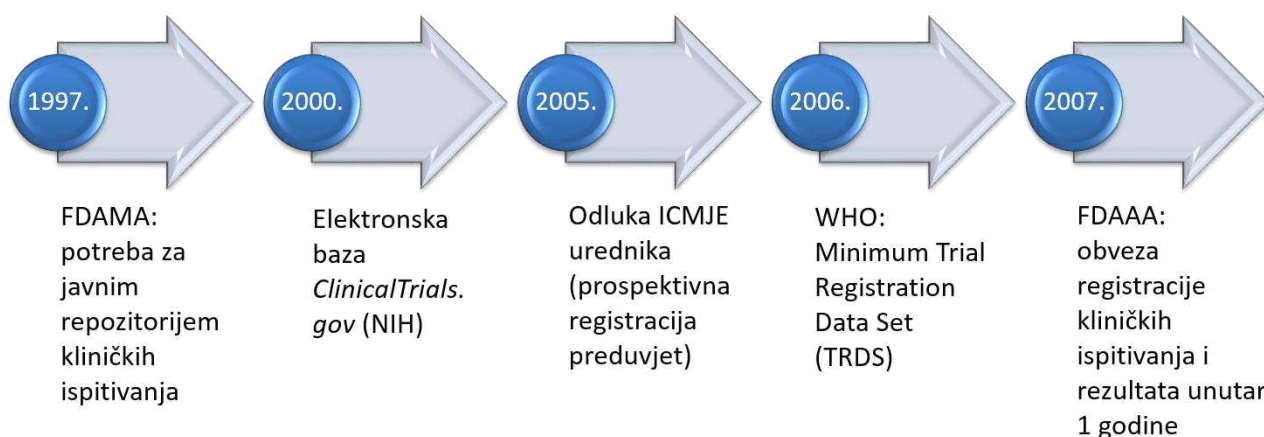 1997.
FDAMA:
potreba za
javnim
repozitorijem
kliničkih
ispitivanja
2000.
Elektronska
baza
ClinicalTrials.
gov (NIH)
2005.
Odluka ICMJE
urednika
(prospektivna
registracija
preduvjet)
2006.
WHO:
Minimum Trial
Registration
Data Set
(TRDS)
2007.
FDAAA:
obveza
registracije
kliničkih
ispitivanja i
rezultata unutar
1 godine